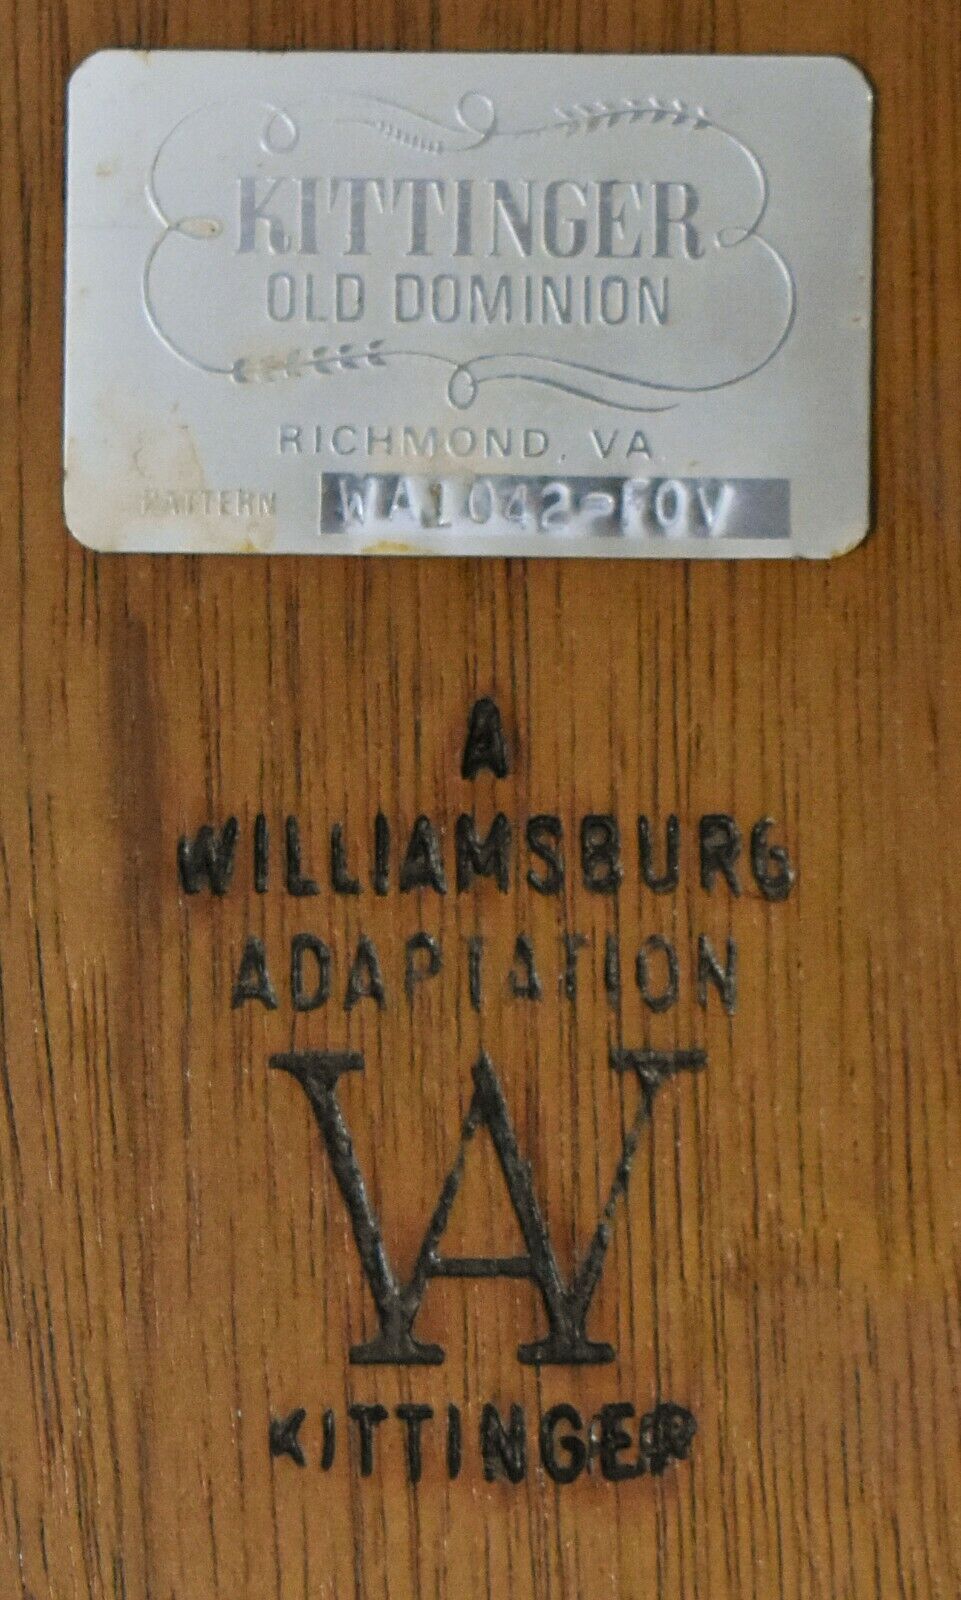 KITTINGER
OLD DOMINION
RICHMOND, VA.
PATTERN WA1042-FOV
A
WILLIAMSBURG
ADAPTATION
WA
KITTINGER